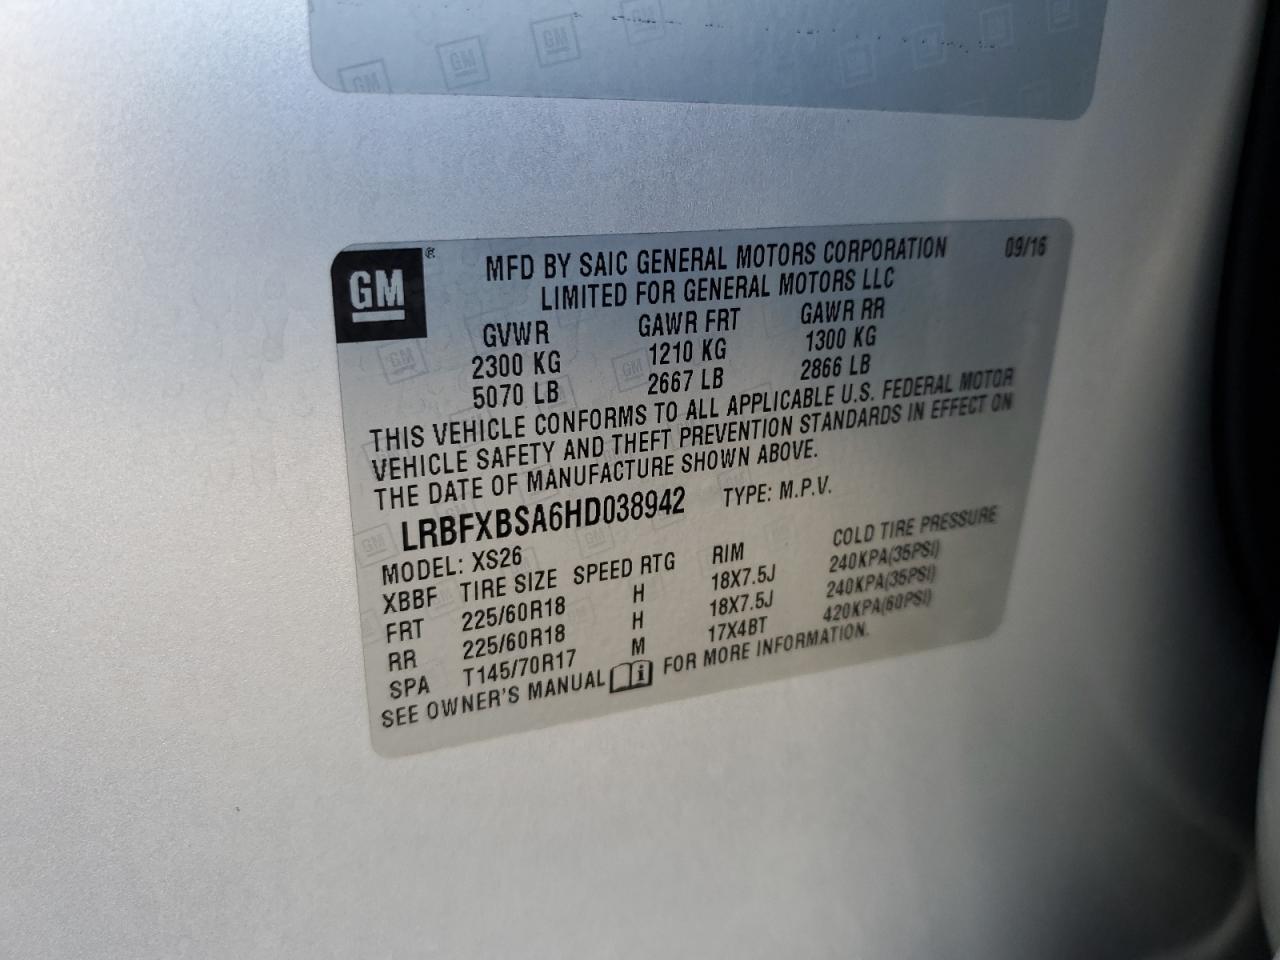 GM ®
MFD BY SAIC GENERAL MOTORS CORPORATION 09/16
LIMITED FOR GENERAL MOTORS LLC
GVWR GAWR FRT GAWR RR
2300 KG 1210 KG 1300 KG
5070 LB 2667 LB 2866 LB
THIS VEHICLE CONFORMS TO ALL APPLICABLE U.S. FEDERAL MOTOR
VEHICLE SAFETY AND THEFT PREVENTION STANDARDS IN EFFECT ON
THE DATE OF MANUFACTURE SHOWN ABOVE.
LRBFXBSA6HD038942 TYPE: M.P.V.
MODEL: XS26
XBBF TIRE SIZE SPEED RTG RIM COLD TIRE PRESSURE
FRT 225/60R18 H 18X7.5J 240KPA(35PSI)
RR 225/60R18 H 18X7.5J 240KPA(35PSI)
SPA T145/70R17 M 17X4BT 420KPA(60PSI)
SEE OWNER'S MANUAL i FOR MORE INFORMATION.